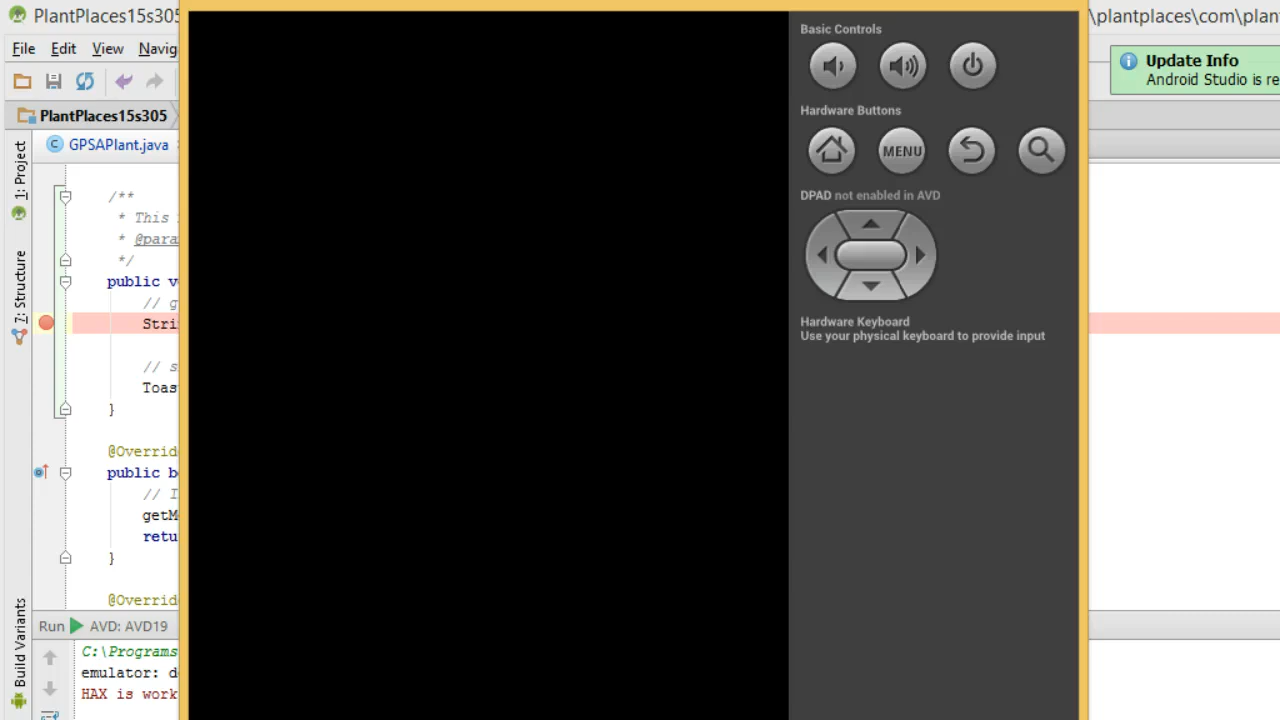 PlantPlaces15s305
\plantplaces\com\plant
File Edit View Navig
Update Info
Android Studio is re
PlantPlaces15s305
GPSAPlant.java
1: Project
7: Structure
Build Variants
/**
* This
* @para
*/
public v
// g
Stri
// s
Toas
}
@Overrid
public b
// I
getM
retu
}
@Overrid
Run AVD: AVD19
C:\Programs
emulator: d
HAX is work
Basic Controls
Hardware Buttons
MENU
DPAD not enabled in AVD
Hardware Keyboard
Use your physical keyboard to provide input